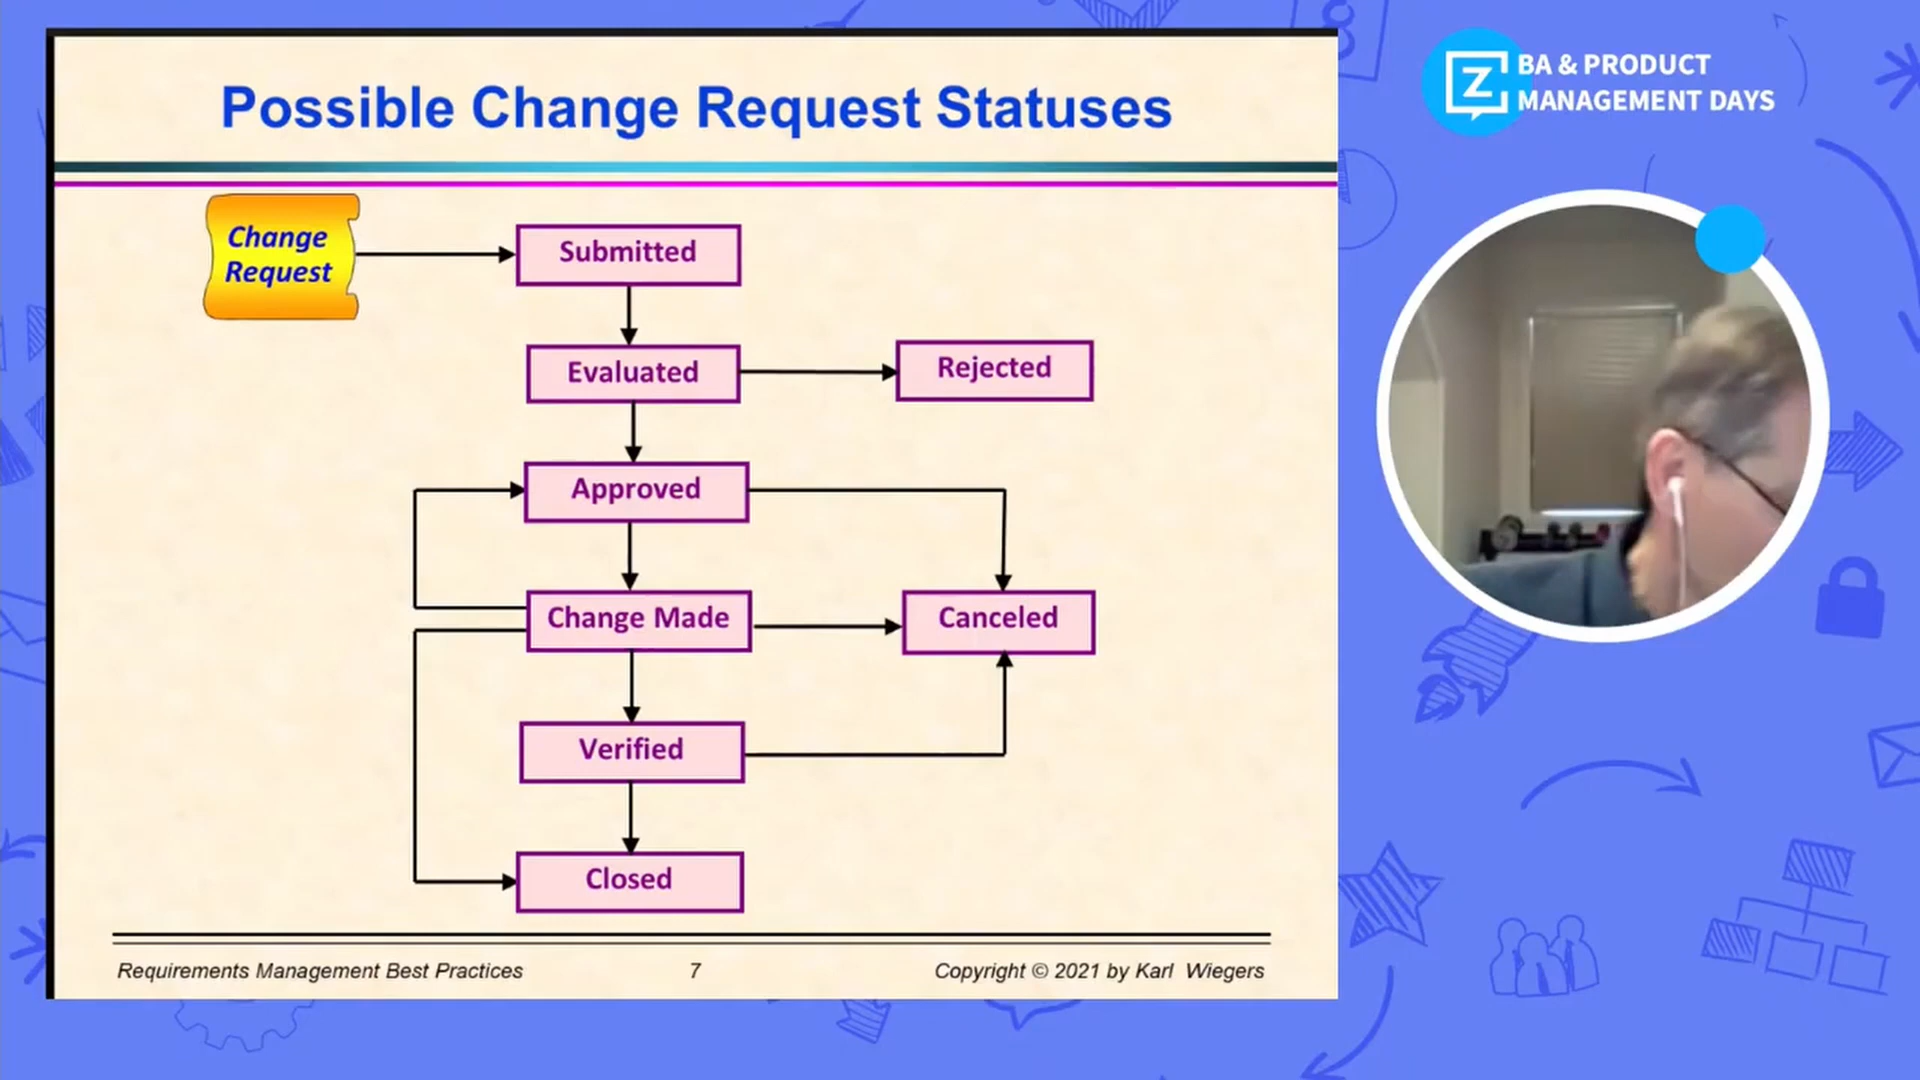 Possible Change Request Statuses
Change
Request
Submitted
Evaluated
Rejected
Approved
Change Made
Canceled
Verified
Closed
Requirements Management Best Practices
7
Copyright © 2021 by Karl Wiegers
Z
BA & PRODUCT
MANAGEMENT DAYS